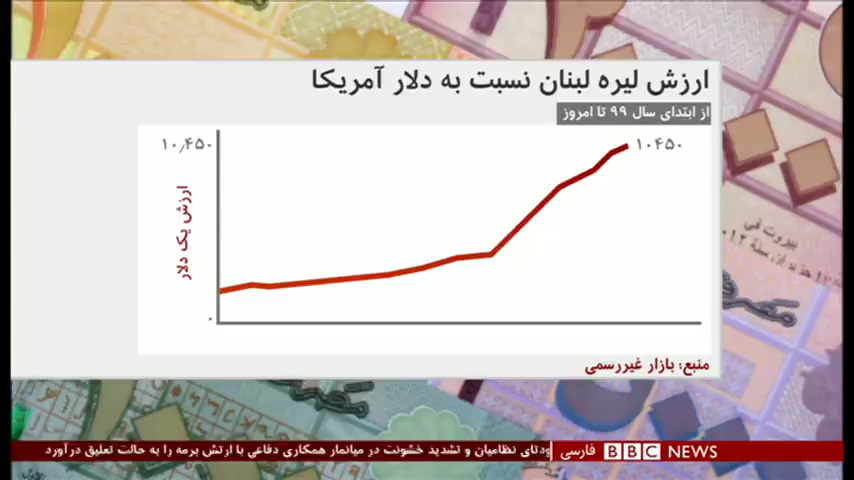 ارزش لیره لبنان نسبت به دلار آمریکا
از ابتدای سال ۹۹ تا امروز
۱۰٫۴۵۰
۱۰۴۵۰
ارزش یک دلار
۰
منبع: بازار غیررسمی
بيروت في
ودتای نظامیان و تشدید خشونت در میانمار همکاری دفاعی با ارتش برمه را به حالت تعلیق درآورد
فارسی BBC NEWS